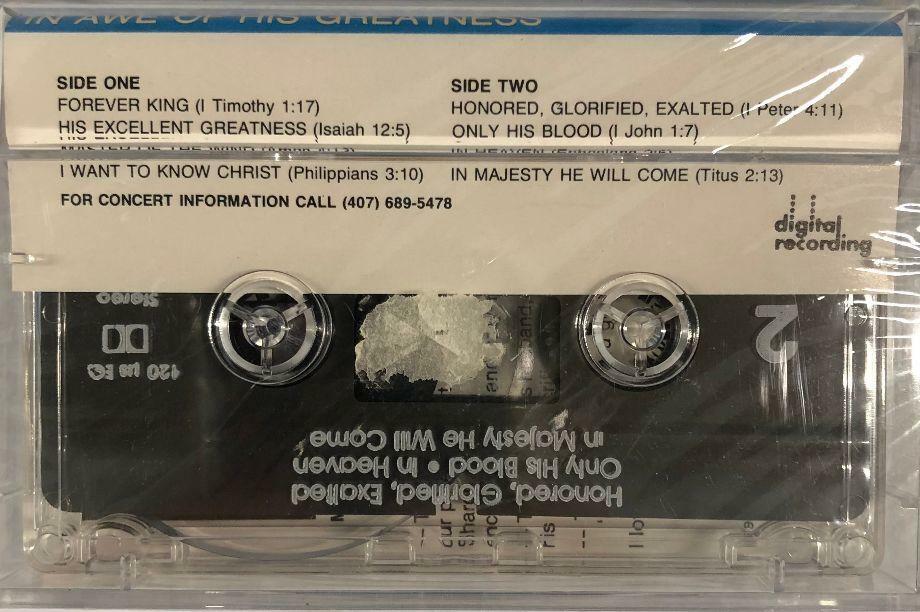 IN AWE OF HIS GREATNESS
SIDE ONE
FOREVER KING (I Timothy 1:17)
HIS EXCELLENT GREATNESS (Isaiah 12:5)
I WANT TO KNOW CHRIST (Philippians 3:10)
FOR CONCERT INFORMATION CALL (407) 689-5478
SIDE TWO
HONORED, GLORIFIED, EXALTED (I Peter 4:11)
ONLY HIS BLOOD (I John 1:7)
IN HEAVEN
IN MAJESTY HE WILL COME (Titus 2:13)
digital
recording
2
Honored, Glorified, Exalted
Only His Blood • In Heaven
in Majesty He Will Come
120 µs EQ
Stereo
and